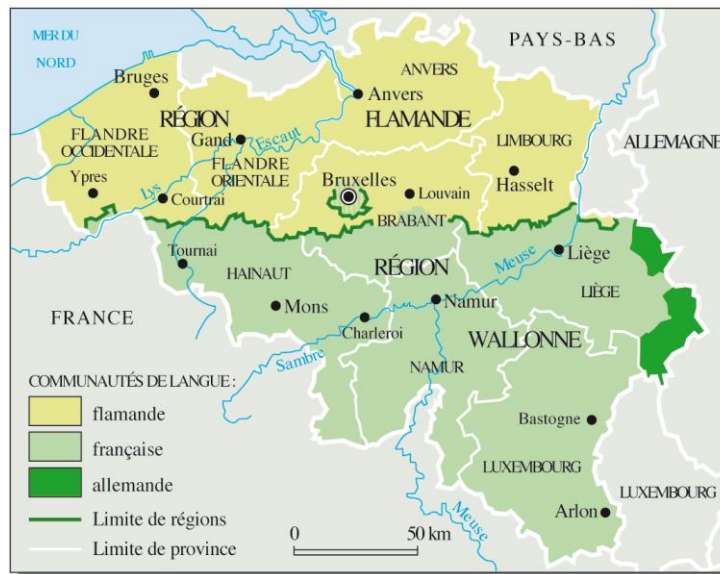 MER DU
NORD
PAYS-BAS
Bruges
ANVERS
Anvers
RÉGION
FLAMANDE
ALLEMAGNE
FLANDRE
OCCIDENTALE
Gand
Escaut
LIMBOURG
FLANDRE
ORIENTALE
Ypres
Lys
Courtrai
Bruxelles
Louvain
Hasselt
BRABANT
Tournai
HAINAUT
RÉGION
Meuse
Liège
LIÈGE
FRANCE
Mons
Charleroi
Namur
WALLONNE
Sambre
NAMUR
COMMUNAUTÉS DE LANGUE :
flamande
française
allemande
Limite de régions
Limite de province
Bastogne
LUXEMBOURG
LUXEMBOURG
Arlon
Meuse
0
50 km